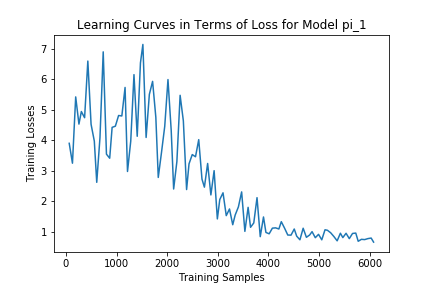 Learning Curves in Terms of Loss for Model pi_1
Training Losses
7
6
5
4
3
2
1
0 1000 2000 3000 4000 5000 6000
Training Samples